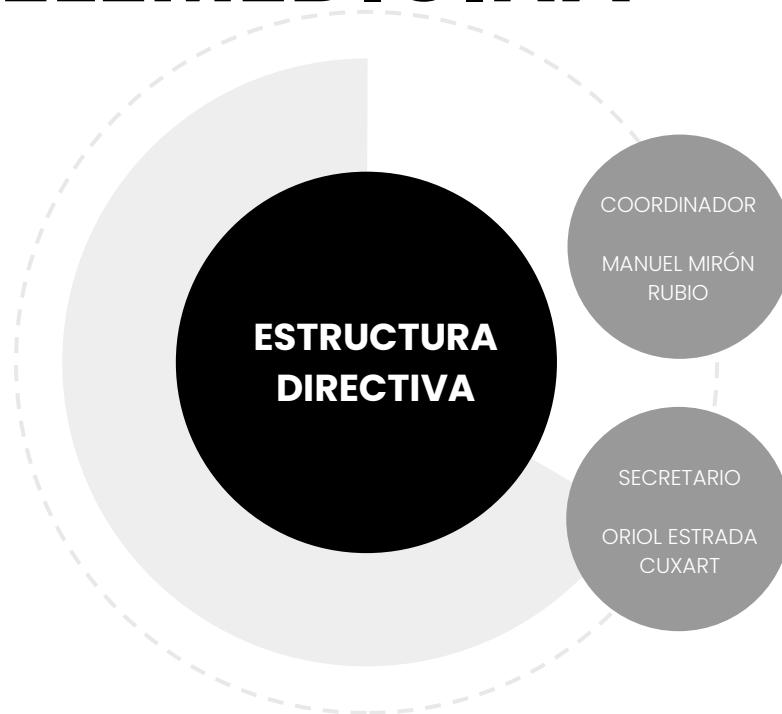 ESTRUCTURA
DIRECTIVA
COORDINADOR
MANUEL MIRÓN
RUBIO
SECRETARIO
ORIOL ESTRADA
CUXART